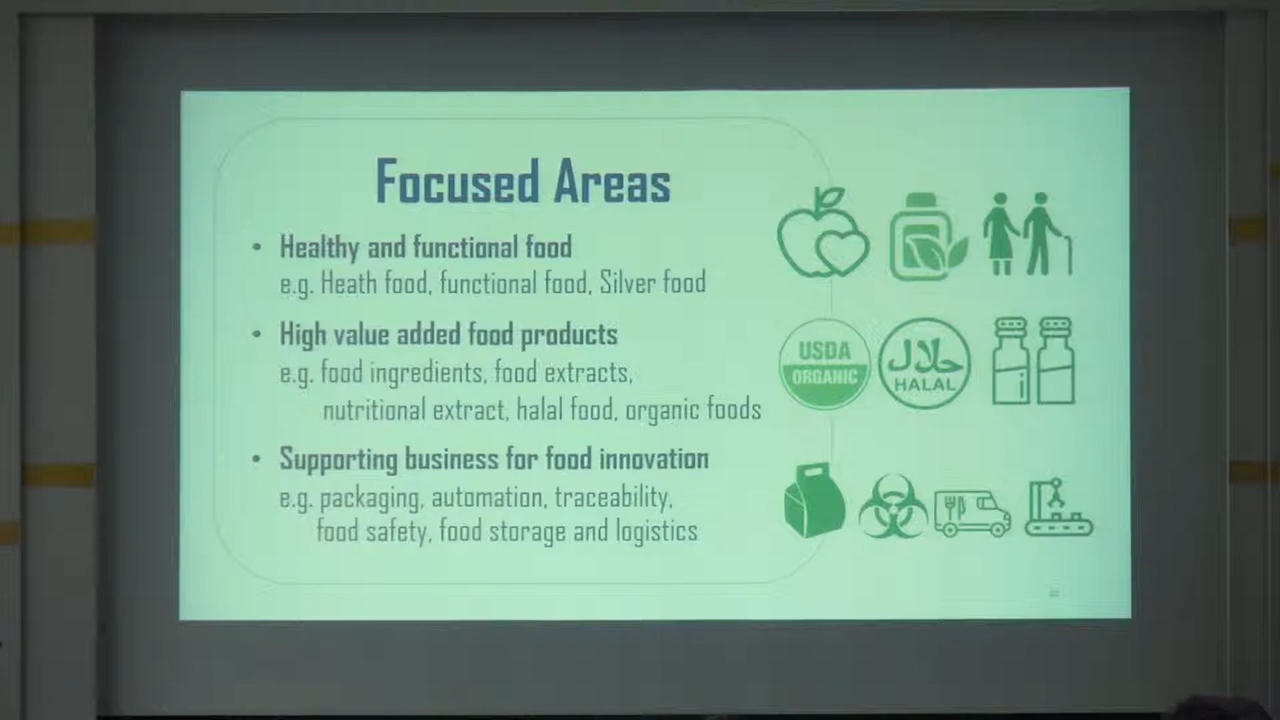 Focused Areas
• Healthy and functional food
e.g. Heath food, functional food, Silver food
• High value added food products
e.g. food ingredients, food extracts,
nutritional extract, halal food, organic foods
• Supporting business for food innovation
e.g. packaging, automation, traceability,
food safety, food storage and logistics
USDA
ORGANIC
حلال
HALAL